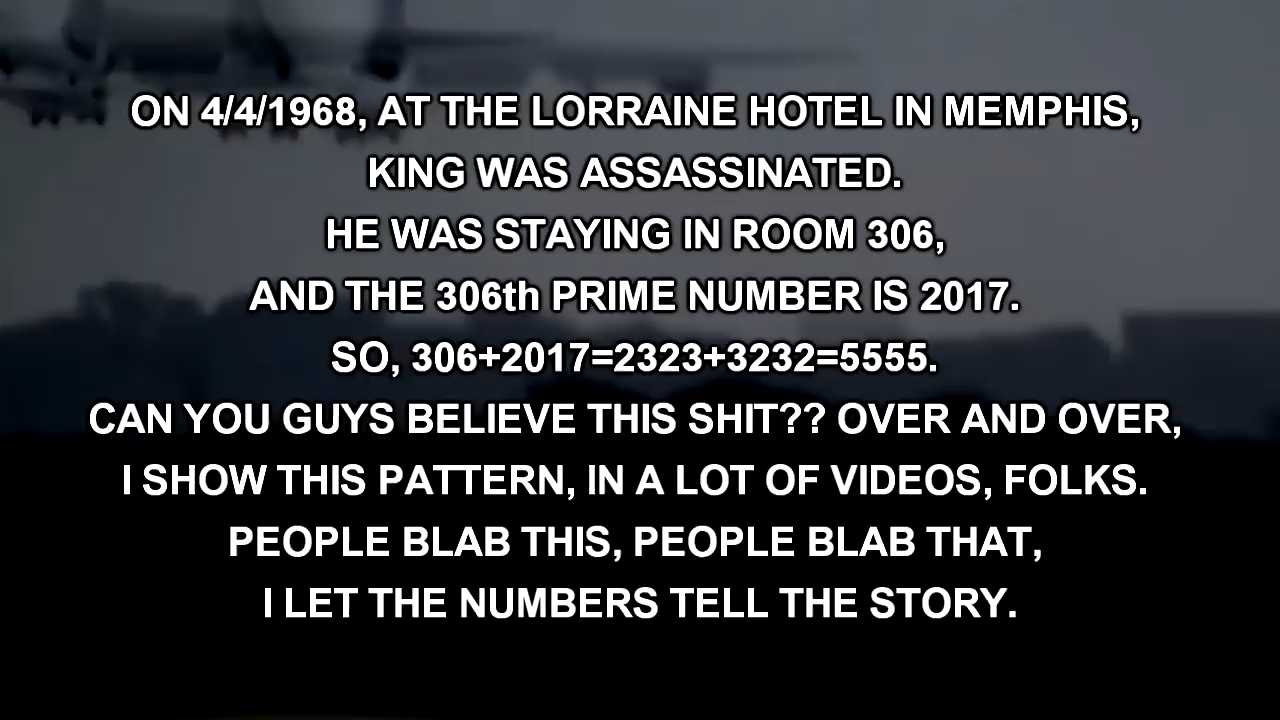 ON 4/4/1968, AT THE LORRAINE HOTEL IN MEMPHIS,
KING WAS ASSASSINATED.
HE WAS STAYING IN ROOM 306,
AND THE 306th PRIME NUMBER IS 2017.
SO, 306+2017=2323+3232=5555.
CAN YOU GUYS BELIEVE THIS SHIT?? OVER AND OVER,
I SHOW THIS PATTERN, IN A LOT OF VIDEOS, FOLKS.
PEOPLE BLAB THIS, PEOPLE BLAB THAT,
I LET THE NUMBERS TELL THE STORY.